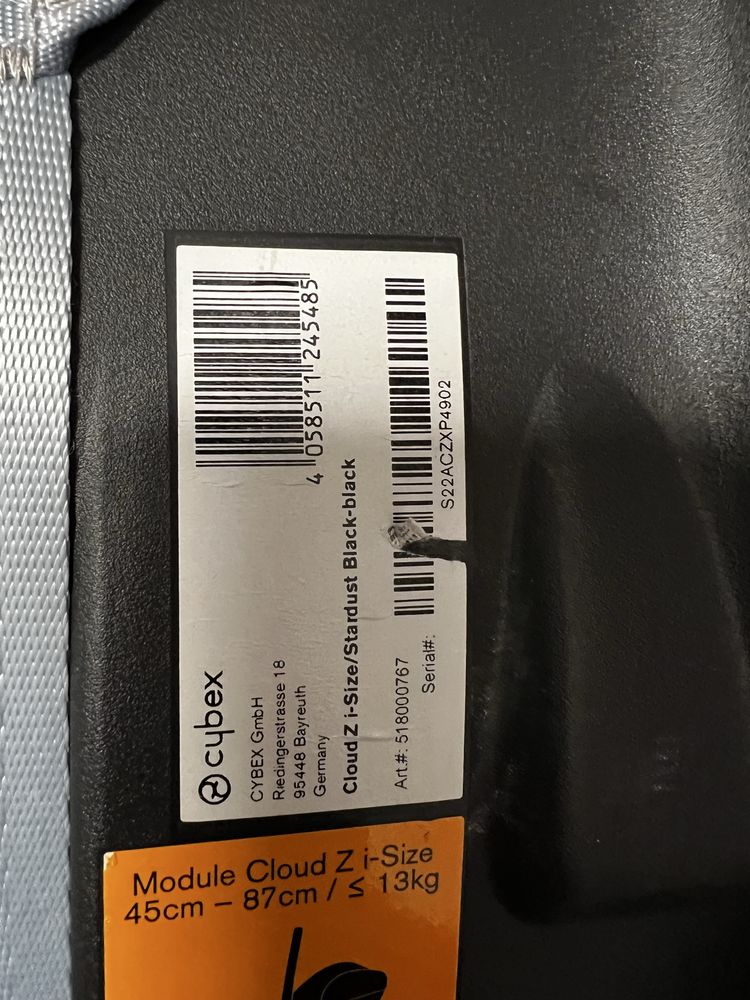 cybex
CYBEX GmbH
Riedingerstrasse 18
95448 Bayreuth
Germany
4 058511 245485
Cloud Z i-Size/Stardust Black-black
Art.#: 518000767
Serial#:
S22ACZXP4902
Module Cloud Z i-Size
45cm – 87cm / ≤ 13kg